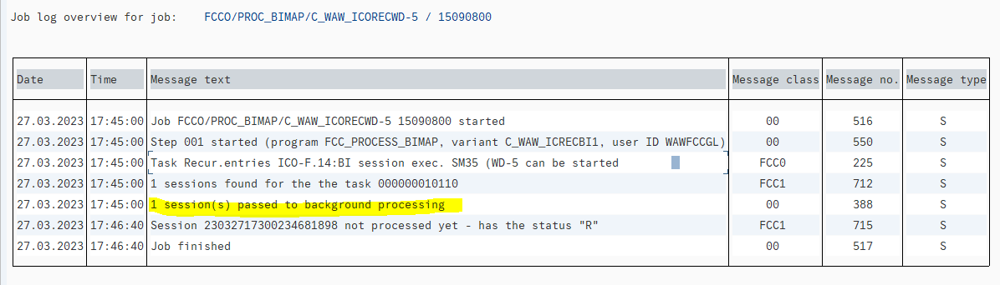 Job log overview for job: FCCO/PROC_BIMAP/C_WAW_ICORECWD-5 / 15090800
Date Time Message text Message class Message no. Message type
27.03.2023 17:45:00 Job FCCO/PROC_BIMAP/C_WAW_ICORECWD-5 15090800 started 00 516 S
27.03.2023 17:45:00 Step 001 started (program FCC_PROCESS_BIMAP, variant C_WAW_ICRECBI1, user ID WAWFCCGL) 00 550 S
27.03.2023 17:45:00 Task Recur.entries ICO-F.14:BI session exec. SM35 (WD-5 can be started FCC0 225 S
27.03.2023 17:45:00 1 sessions found for the the task 000000010110 FCC1 712 S
27.03.2023 17:45:00 1 session(s) passed to background processing 00 388 S
27.03.2023 17:46:40 Session 23032717300234681898 not processed yet - has the status "R" FCC1 715 S
27.03.2023 17:46:40 Job finished 00 517 S